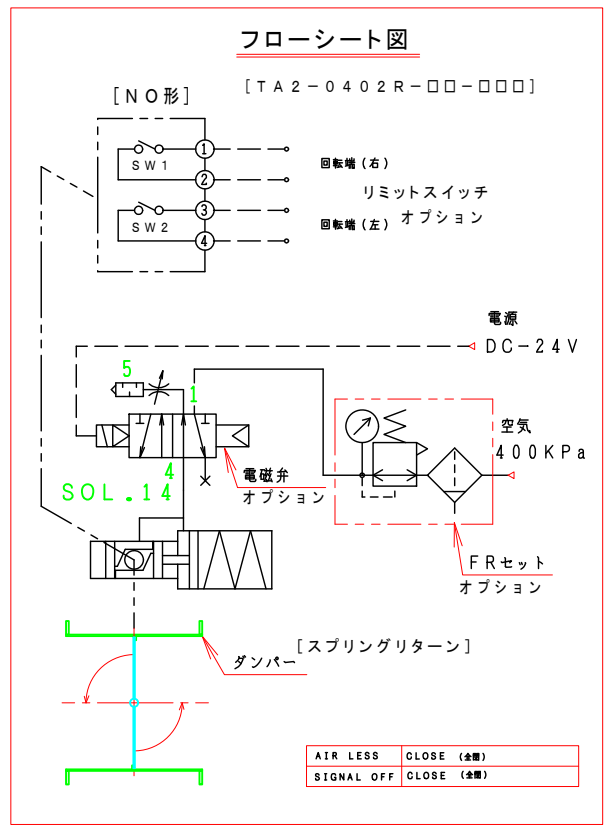 フローシート図
[TA2-0402R-□□-□□□]
[NO形]
1
SW1
2
3
SW2
4
回転端(右)
リミットスイッチ
オプション
回転端(左)
電源
DC-24V
5
1
空気
400KPa
4
SOL.14
電磁弁
オプション
FRセット
オプション
[スプリングリターン]
ダンパー
AIR LESS CLOSE (全閉)
SIGNAL OFF CLOSE (全閉)